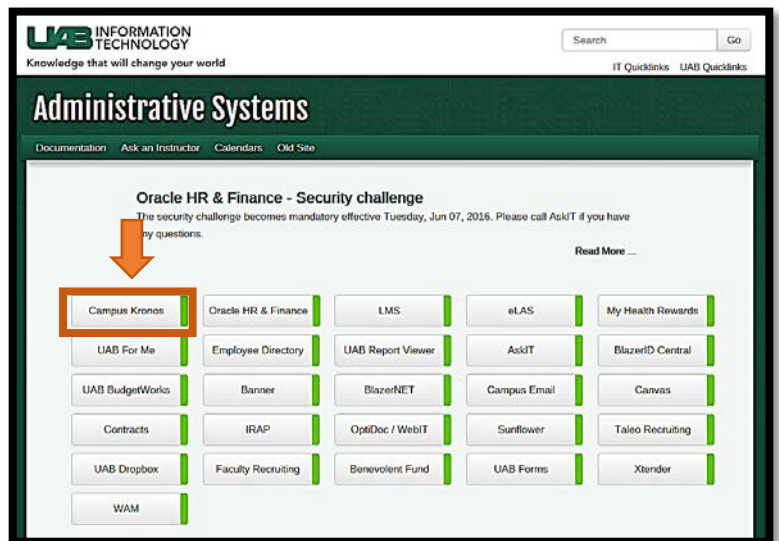 UAB INFORMATION
TECHNOLOGY
Knowledge that will change your world
Search Go
IT Quicklinks UAB Quicklinks
Administrative Systems
Documentation Ask an Instructor Calendars Old Site
Oracle HR & Finance - Security challenge
The security challenge becomes mandatory effective Tuesday, Jun 07, 2016. Please call AskIT if you have
any questions.
Read More ...
Campus Kronos Oracle HR & Finance LMS eLAS My Health Rewards
UAB For Me Employee Directory UAB Report Viewer AskIT BlazerID Central
UAB BudgetWorks Banner BlazerNET Campus Email Canvas
Contracts IRAP OptiDoc / WebIT Sunflower Taleo Recruiting
UAB Dropbox Faculty Recruiting Benevolent Fund UAB Forms Xtender
WAM